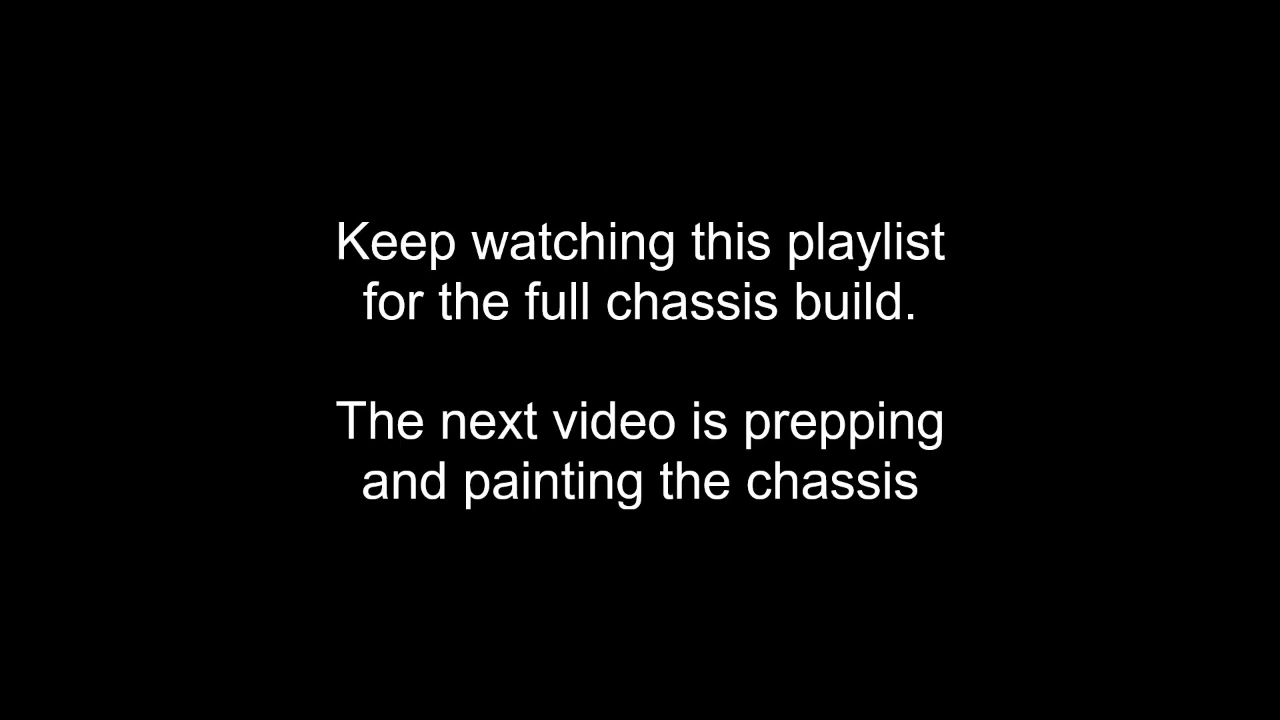 Keep watching this playlist
for the full chassis build.
The next video is prepping
and painting the chassis